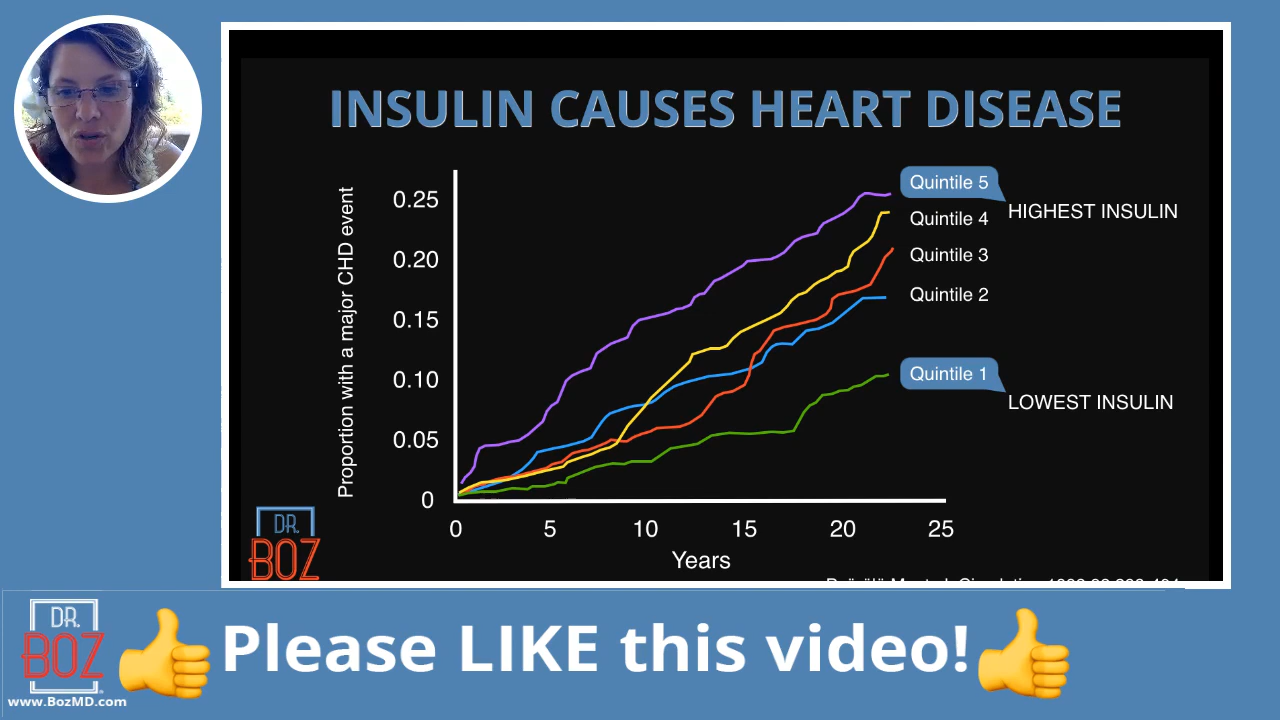 INSULIN CAUSES HEART DISEASE
Proportion with a major CHD event
0.25
0.20
0.15
0.10
0.05
0
Quintile 5
HIGHEST INSULIN
Quintile 4
Quintile 3
Quintile 2
Quintile 1
LOWEST INSULIN
0 5 10 15 20 25
Years
DR.
BOZ
DR.
BOZ
www.BozMD.com
Please LIKE this video!